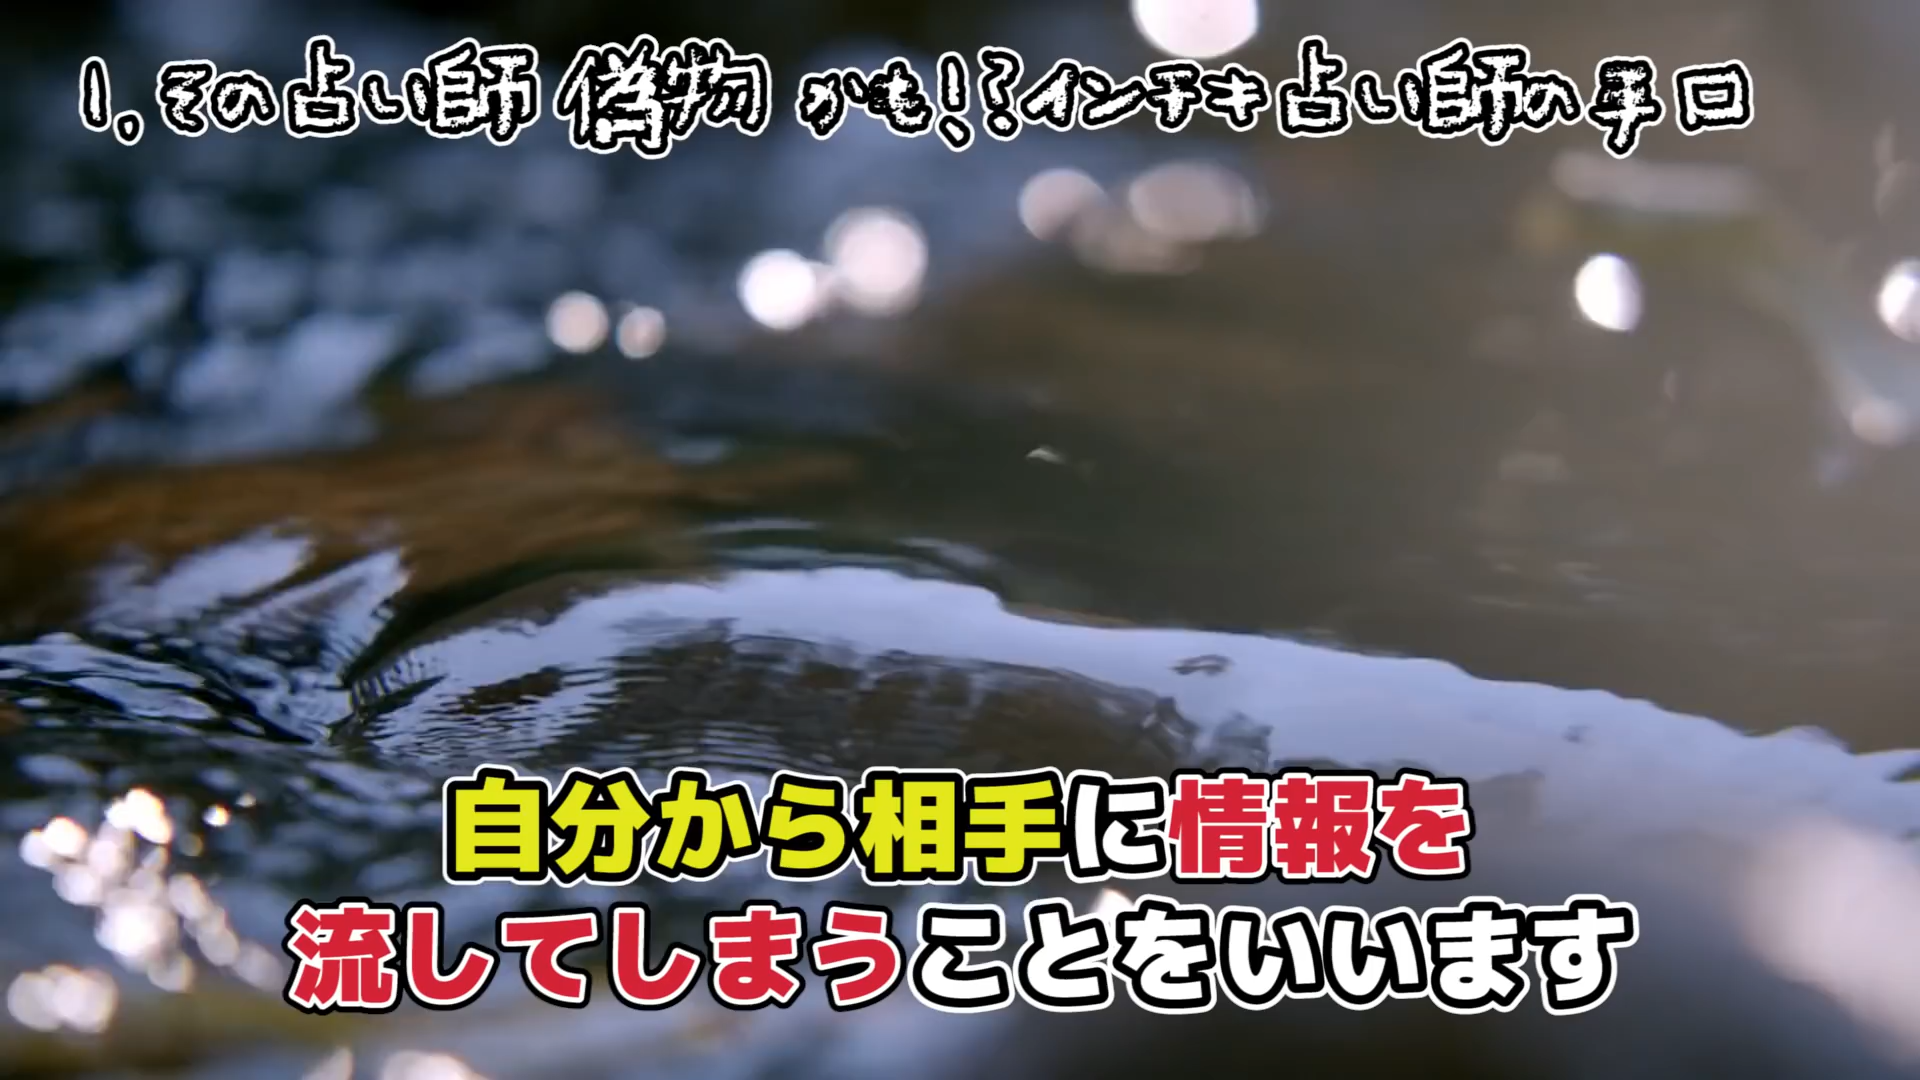 1.その占い師 偽物 かも!?インチキ占い師の手口
自分から相手に情報を
流してしまうことをいいます